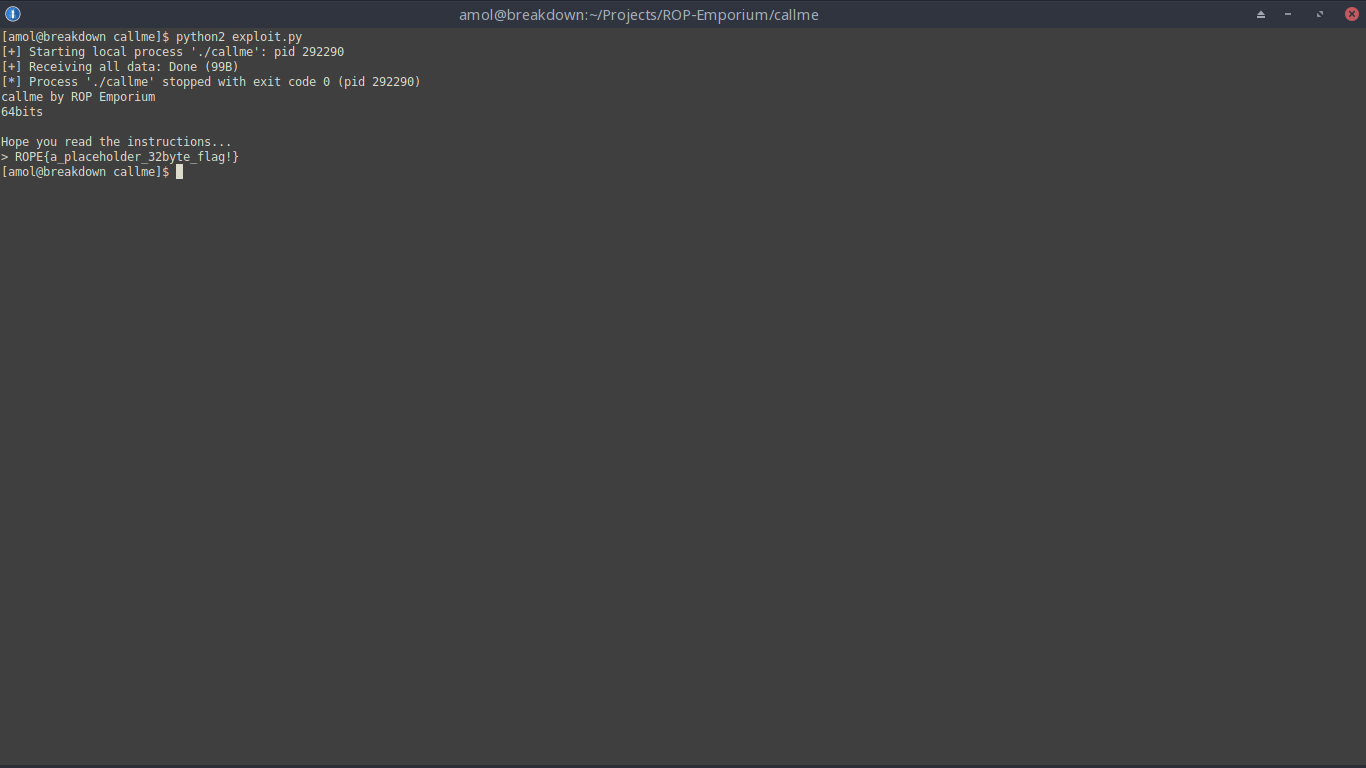 amol@breakdown:~/Projects/ROP-Emporium/callme
[amol@breakdown callme]$ python2 exploit.py
[+] Starting local process './callme': pid 292290
[+] Receiving all data: Done (99B)
[*] Process './callme' stopped with exit code 0 (pid 292290)
callme by ROP Emporium
64bits
Hope you read the instructions...
> ROPE{a_placeholder_32byte_flag!}
[amol@breakdown callme]$